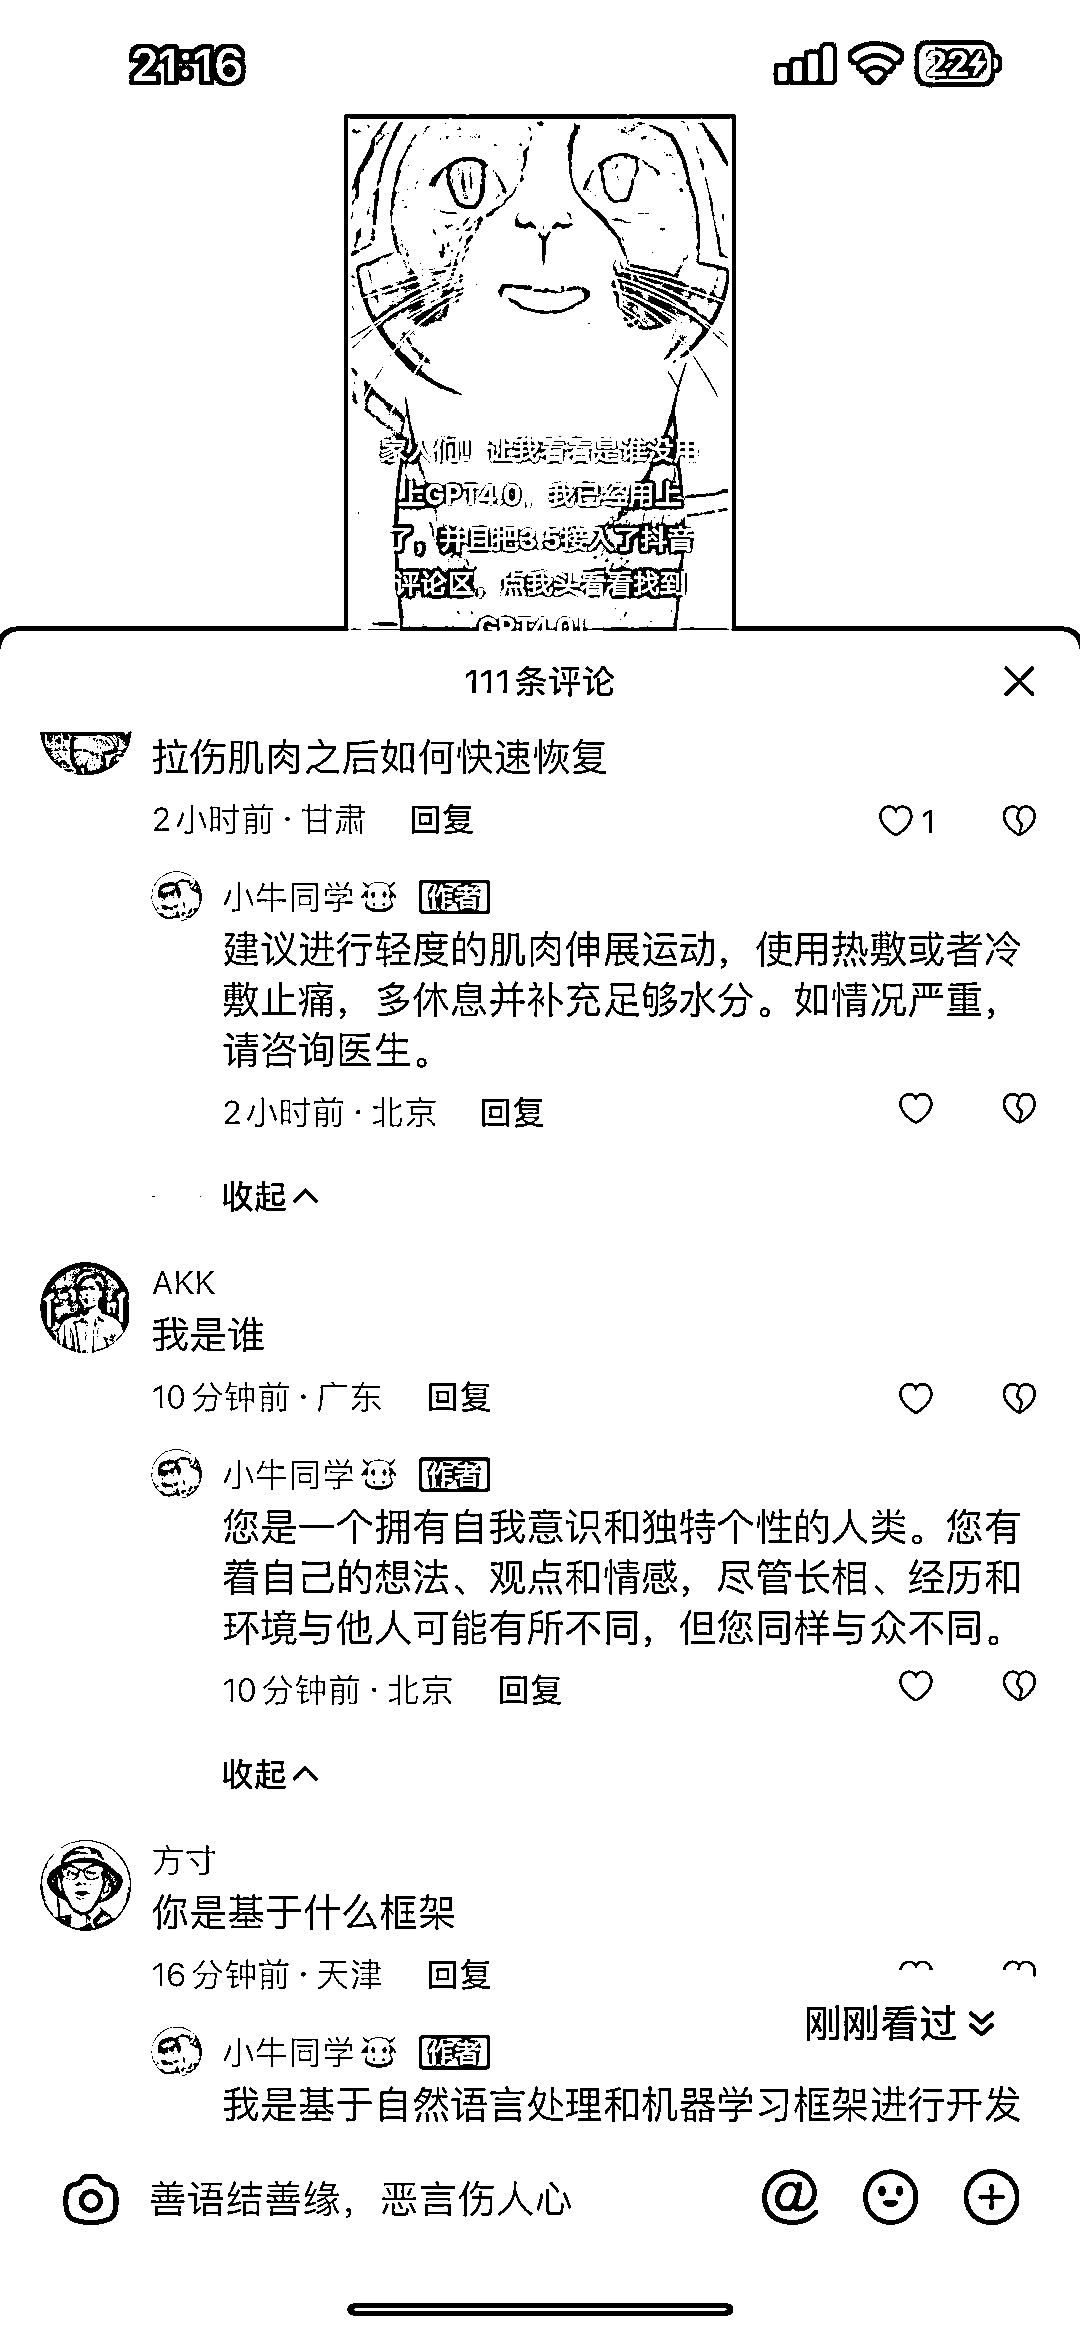 21:16
22
家人们！让我看看是谁没用
上GPT4.0，我已经用上
了，并且把3.5接入了抖音
评论区，点我头看看找到
GPT4.0！
111条评论
拉伤肌肉之后如何快速恢复
2小时前·甘肃 回复 1
小牛同学 作者
建议进行轻度的肌肉伸展运动，使用热敷或者冷
敷止痛，多休息并补充足够水分。如情况严重，
请咨询医生。
2小时前·北京 回复
收起
AKK
我是谁
10分钟前·广东 回复
小牛同学 作者
您是一个拥有自我意识和独特个性的人类。您有
着自己的想法、观点和情感，尽管长相、经历和
环境与他人可能有所不同，但您同样与众不同。
10分钟前·北京 回复
收起
方寸
你是基于什么框架
16分钟前·天津 回复
刚刚看过
小牛同学 作者
我是基于自然语言处理和机器学习框架进行开发
善语结善缘，恶言伤人心